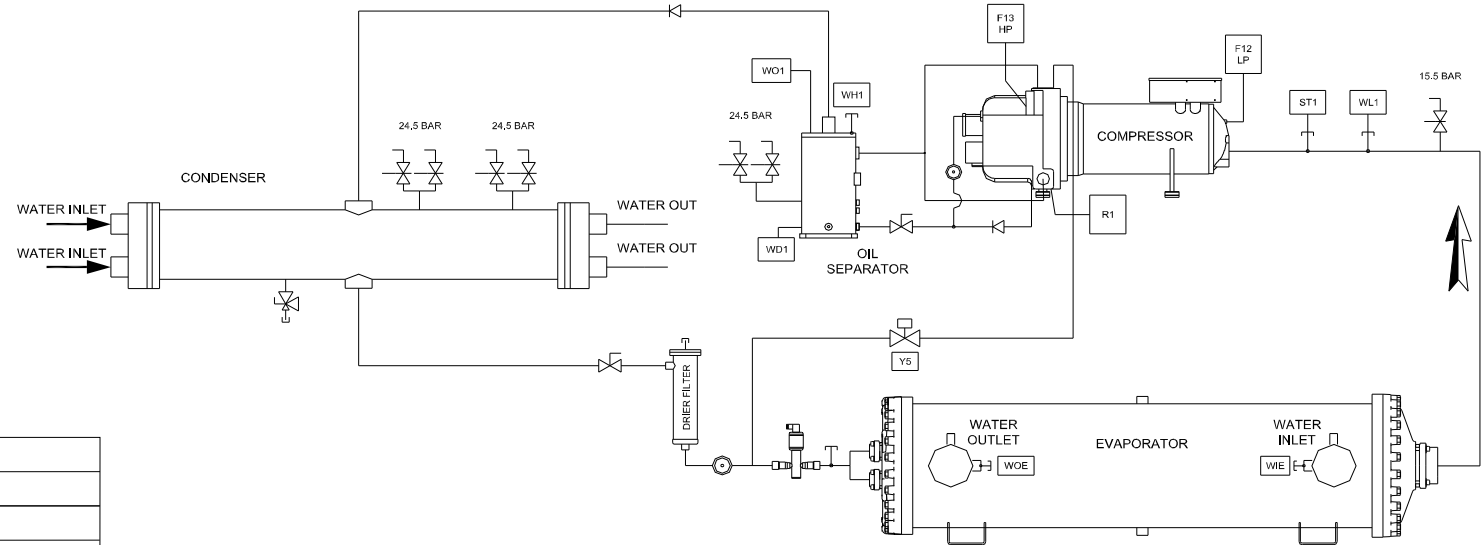 F13
HP
F12
LP
WO1
WH1
15.5 BAR
ST1
WL1
24,5 BAR
24,5 BAR
24,5 BAR
COMPRESSOR
CONDENSER
WATER INLET
WATER OUT
R1
WATER INLET
WATER OUT
WD1
OIL
SEPARATOR
Y5
DRIER FILTER
WATER
OUTLET
EVAPORATOR
WATER
INLET
WOE
WIE